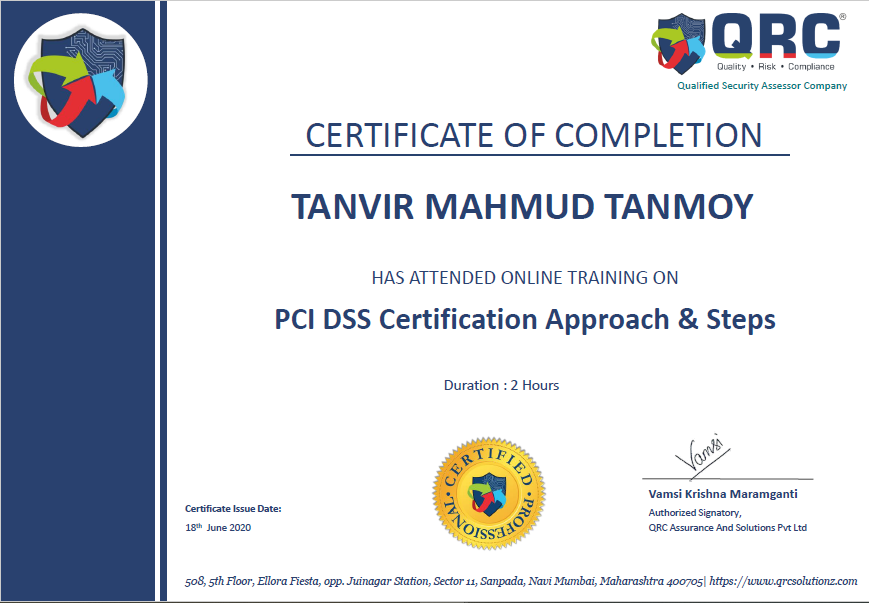 QRC®
Quality • Risk • Compliance
Qualified Security Assessor Company
CERTIFICATE OF COMPLETION
TANVIR MAHMUD TANMOY
HAS ATTENDED ONLINE TRAINING ON
PCI DSS Certification Approach & Steps
Duration : 2 Hours
CERTIFIED
• PROFESSIONAL •
Vamsi
Vamsi Krishna Maramganti
Authorized Signatory,
QRC Assurance And Solutions Pvt Ltd
Certificate Issue Date:
18th June 2020
508, 5th Floor, Ellora Fiesta, opp. Juinagar Station, Sector 11, Sanpada, Navi Mumbai, Maharashtra 400705| https://www.qrcsolutionz.com